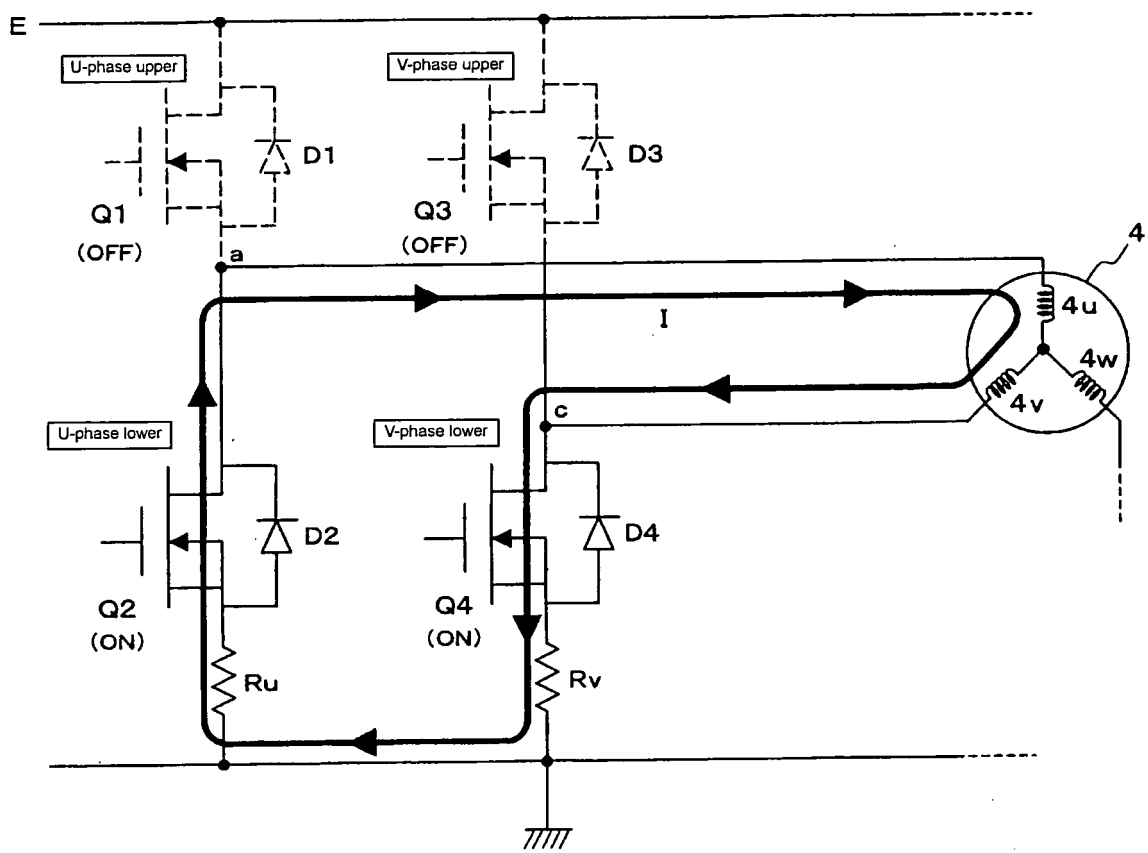 E
U-phase upper
V-phase upper
D1
D3
Q1
(OFF)
Q3
(OFF)
a
4
I
4u
4w
4v
c
U-phase lower
V-phase lower
D2
D4
Q2
(ON)
Q4
(ON)
Ru
Rv